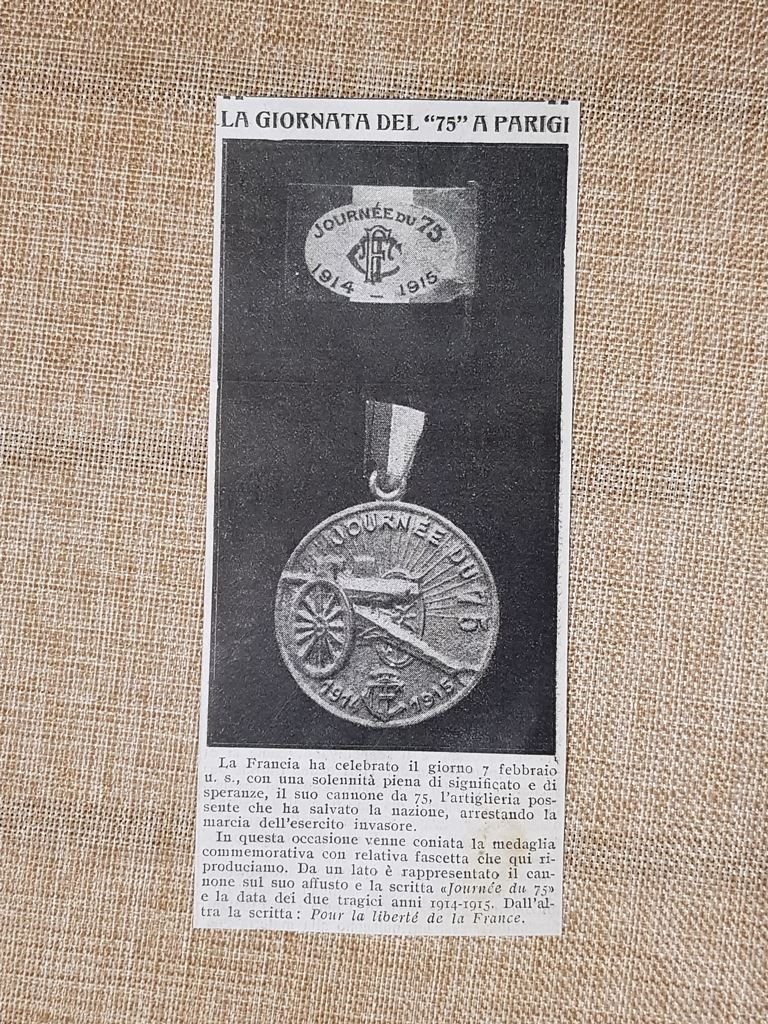 LA GIORNATA DEL “75” A PARIGI
JOURNÉE DU 75
1914 - 1915
JOURNÉE DU 75
1914 1915
La Francia ha celebrato il giorno 7 febbraio
u. s., con una solennità piena di significato e di
speranze, il suo cannone da 75, l'artiglieria pos-
sente che ha salvato la nazione, arrestando la
marcia dell'esercito invasore.
In questa occasione venne coniata la medaglia
commemorativa con relativa fascetta che qui ri-
produciamo. Da un lato è rappresentato il can-
none sul suo affusto e la scritta «Journée du 75»
e la data dei due tragici anni 1914-1915. Dall'al-
tra la scritta: Pour la liberté de la France.